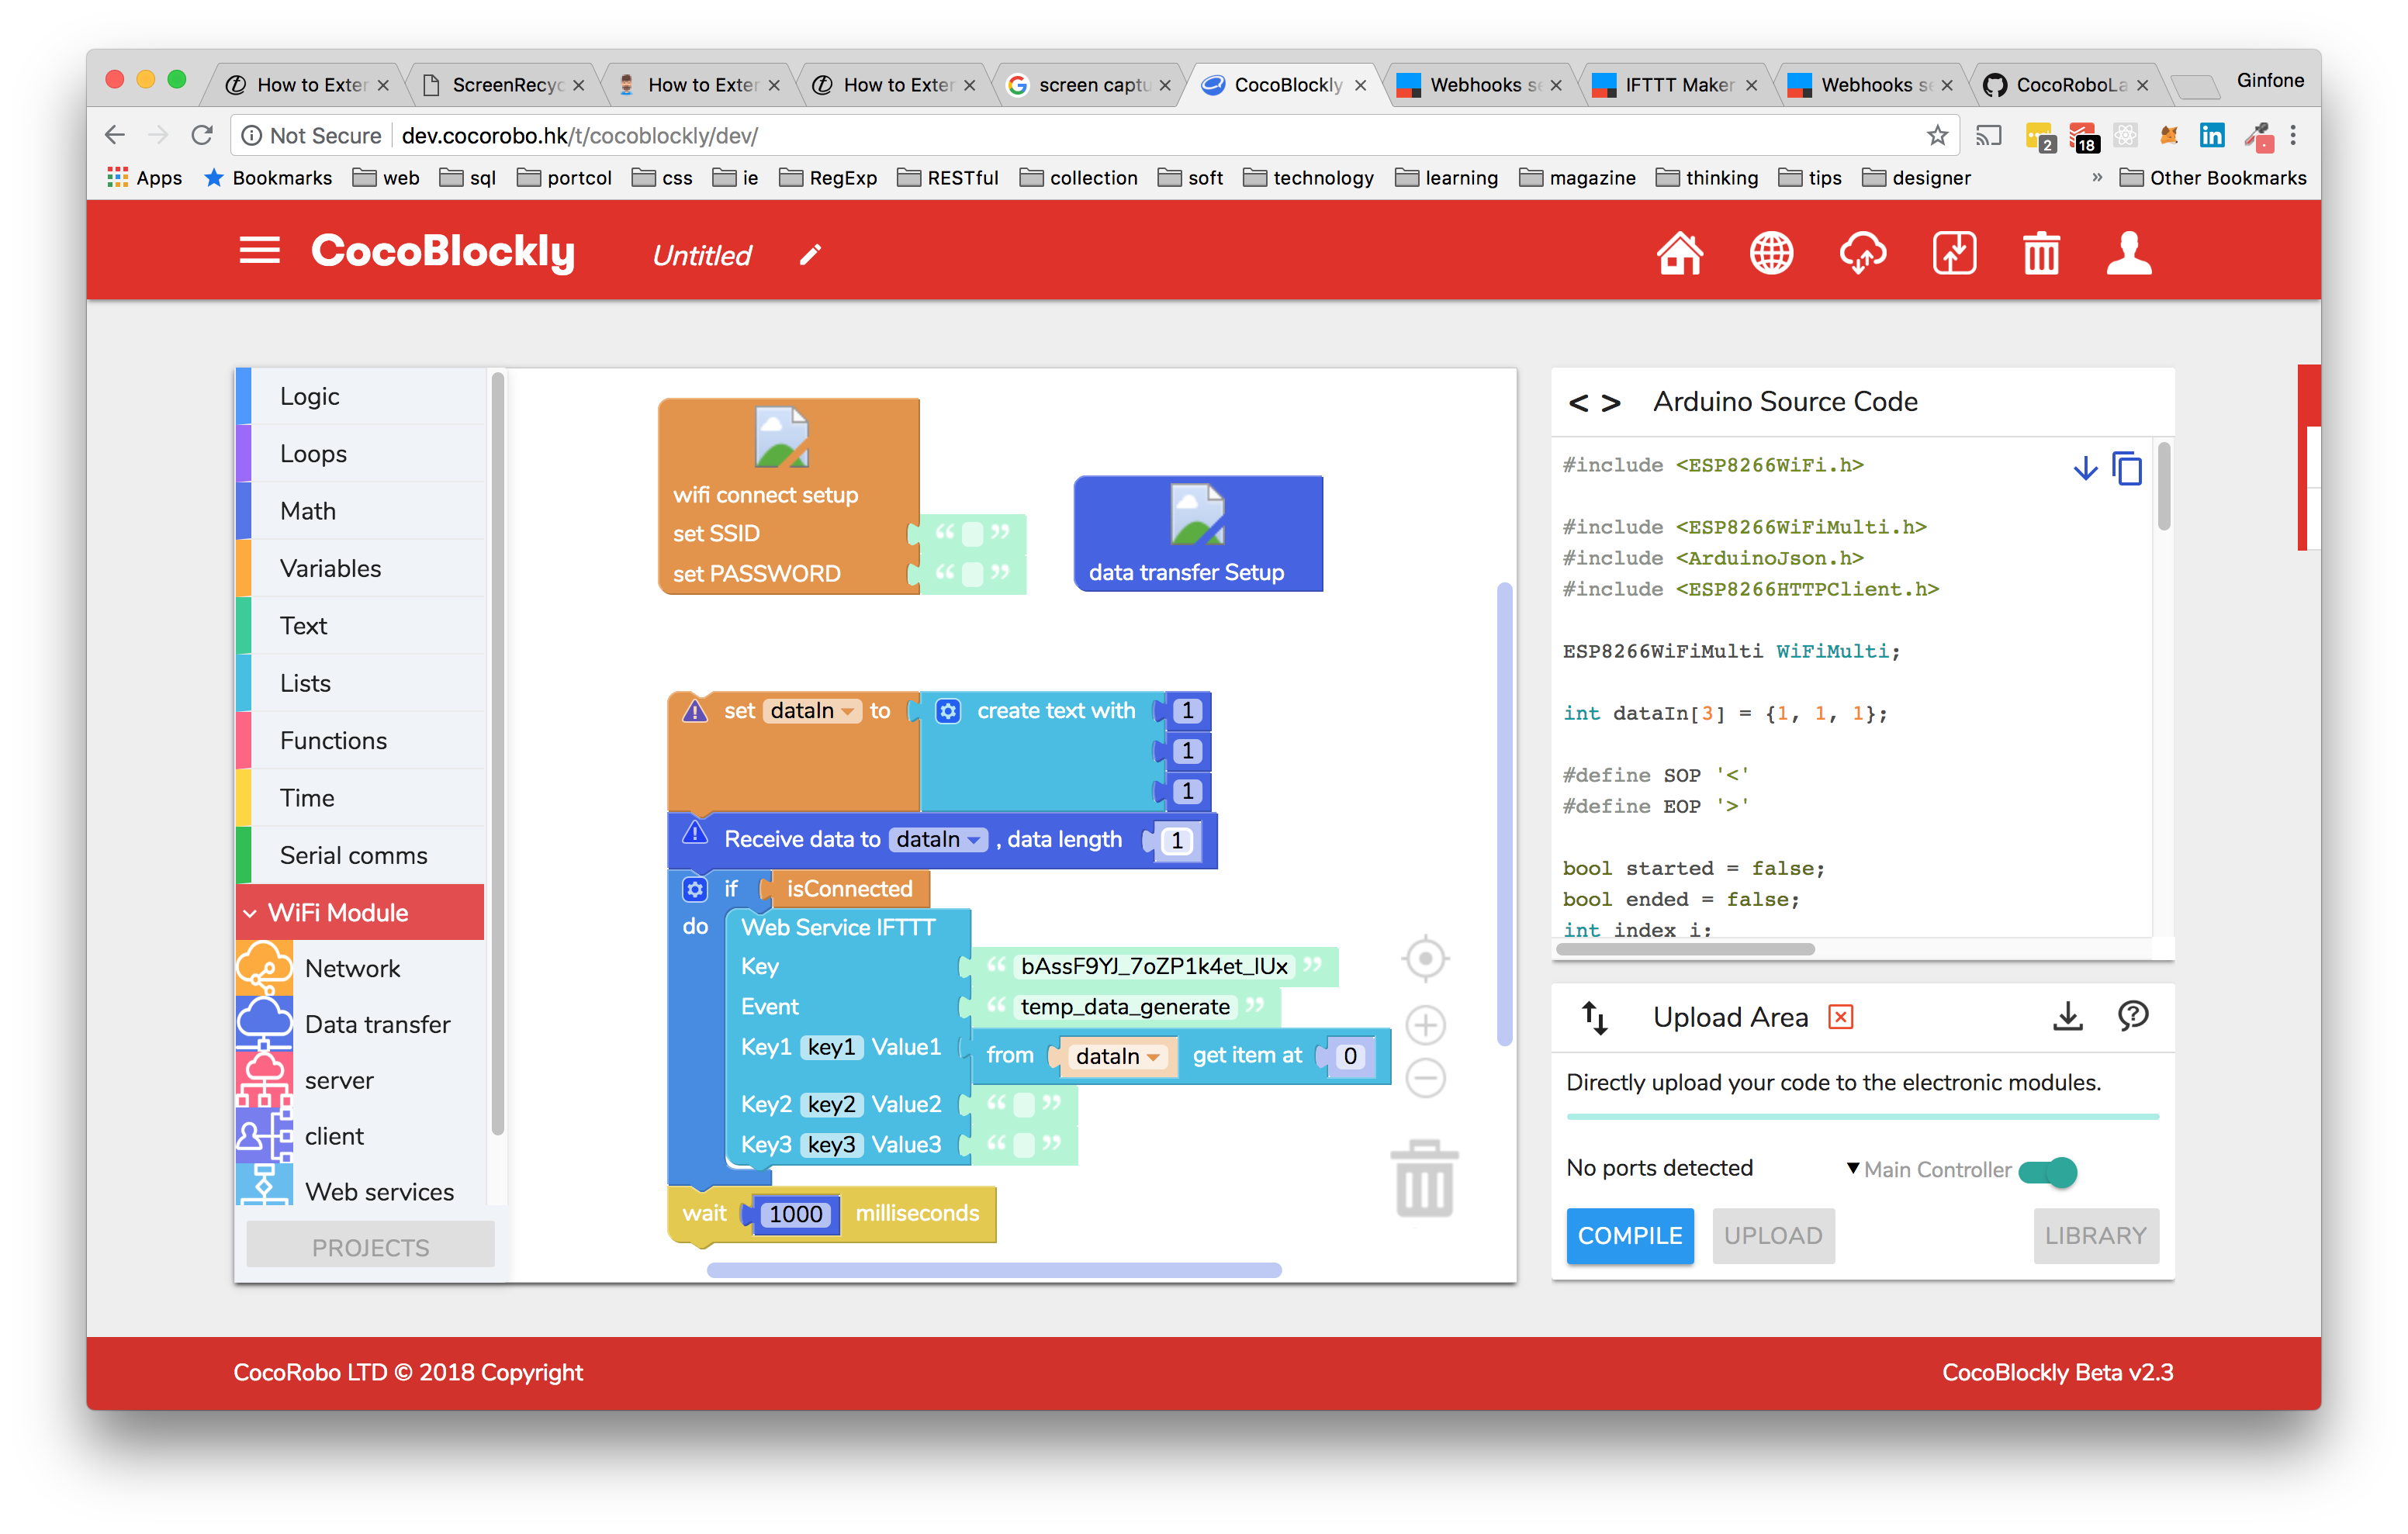 How to Exter
ScreenRecyc
How to Exter
How to Exter
screen captu
CocoBlockly
Webhooks se
IFTTT Maker
Webhooks se
CocoRoboLa
Ginfone
Not Secure
dev.cocorobo.hk/t/cocoblockly/dev/
2
18
Apps
Bookmarks
web
sql
portcol
css
ie
RegExp
RESTful
collection
soft
technology
learning
magazine
thinking
tips
designer
»
Other Bookmarks
CocoBlockly
Untitled
Logic
Loops
Math
Variables
Text
Lists
Functions
Time
Serial comms
WiFi Module
Network
Data transfer
server
client
Web services
PROJECTS
wifi connect setup
set SSID “ ”
set PASSWORD “ ”
data transfer Setup
set dataIn to create text with 1
1
1
Receive data to dataIn , data length 1
if isConnected
do Web Service IFTTT
Key “ bAssF9YJ_7oZP1k4et_lUx ”
Event “ temp_data_generate ”
Key1 key1 Value1 from dataIn get item at 0
Key2 key2 Value2 “ ”
Key3 key3 Value3 “ ”
wait 1000 milliseconds
< > Arduino Source Code
#include <ESP8266WiFi.h>
#include <ESP8266WiFiMulti.h>
#include <ArduinoJson.h>
#include <ESP8266HTTPClient.h>
ESP8266WiFiMulti WiFiMulti;
int dataIn[3] = {1, 1, 1};
#define SOP '<'
#define EOP '>'
bool started = false;
bool ended = false;
int index i;
Upload Area
Directly upload your code to the electronic modules.
No ports detected
Main Controller
COMPILE
UPLOAD
LIBRARY
CocoRobo LTD © 2018 Copyright
CocoBlockly Beta v2.3